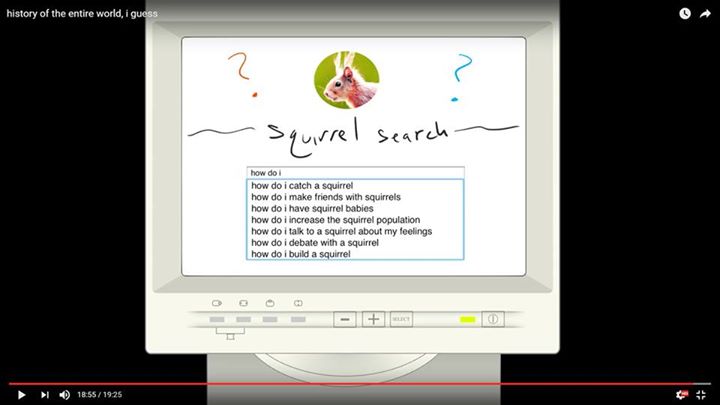 history of the entire world, i guess
? ?
squirrel search
how do i
how do i catch a squirrel
how do i make friends with squirrels
how do i have squirrel babies
how do i increase the squirrel population
how do i talk to a squirrel about my feelings
how do i debate with a squirrel
how do i build a squirrel
SELECT
18:55 / 19:25